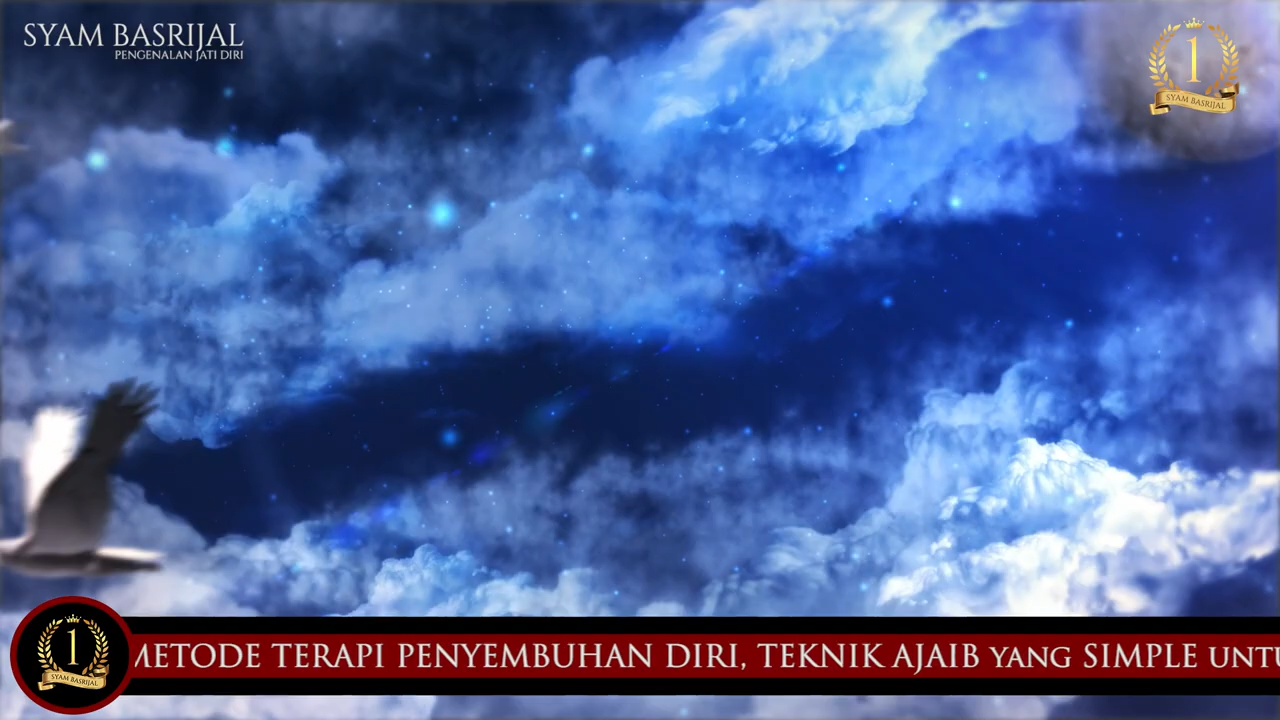 SYAM BASRIJAL
PENGENALAN JATI DIRI
1
SYAM BASRIJAL
1
SYAM BASRIJAL
METODE TERAPI PENYEMBUHAN DIRI, TEKNIK AJAIB YANG SIMPLE